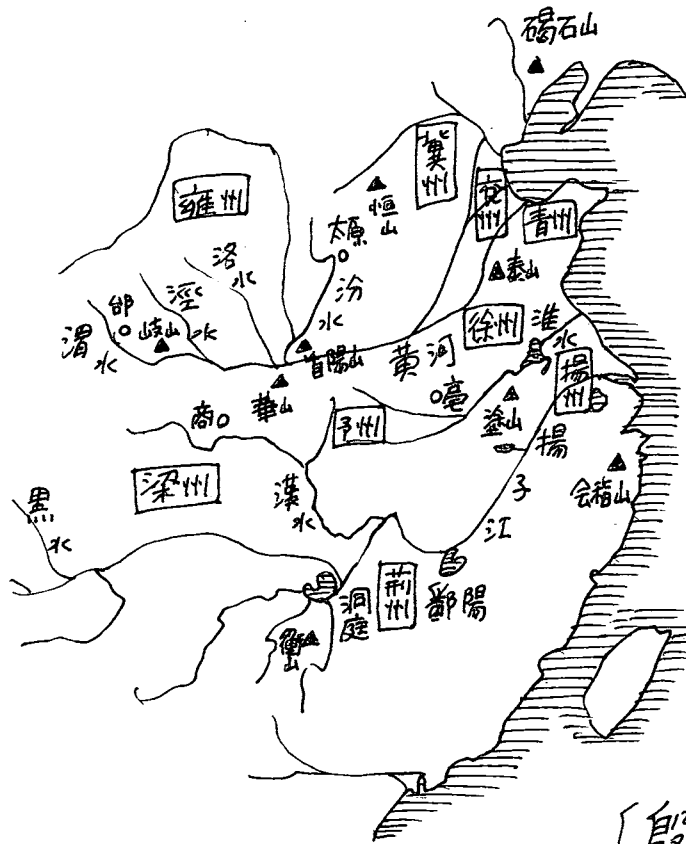 碣石山
冀州
兗州
青州
雍州
恒山
太原
泰山
洛水
汾水
涇水
邰
岐山
渭水
首陽山
徐州
淮水
黄河
揚州
華山
亳
塗山
商
予州
揚子江
会稽山
梁州
漢水
黒水
荊州
鄱陽
洞庭
衡山